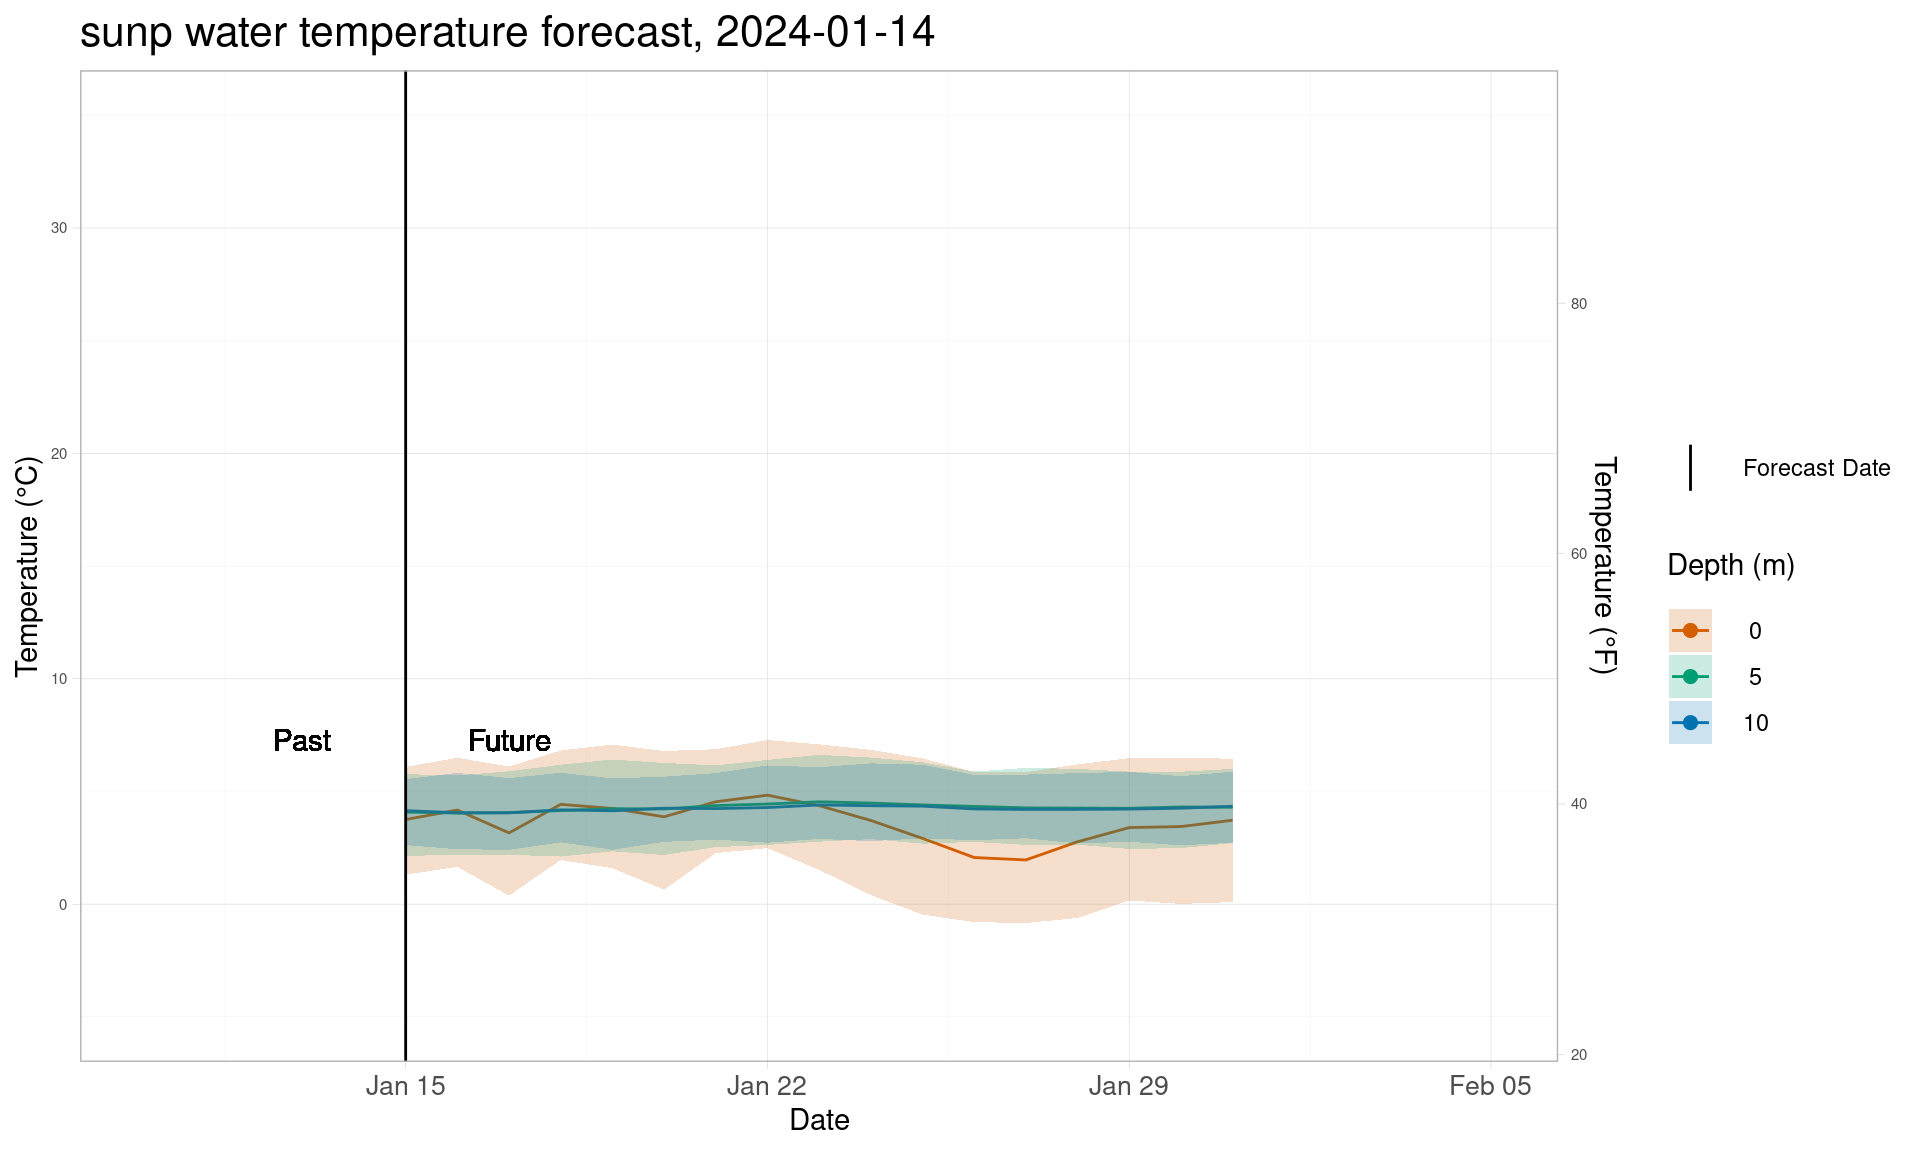 sunp water temperature forecast, 2024-01-14
Temperature (°C)
30
20
10
0
Past
Future
80
60
40
20
Temperature (°F)
Jan 15
Jan 22
Jan 29
Feb 05
Date
Forecast Date
Depth (m)
0
5
10